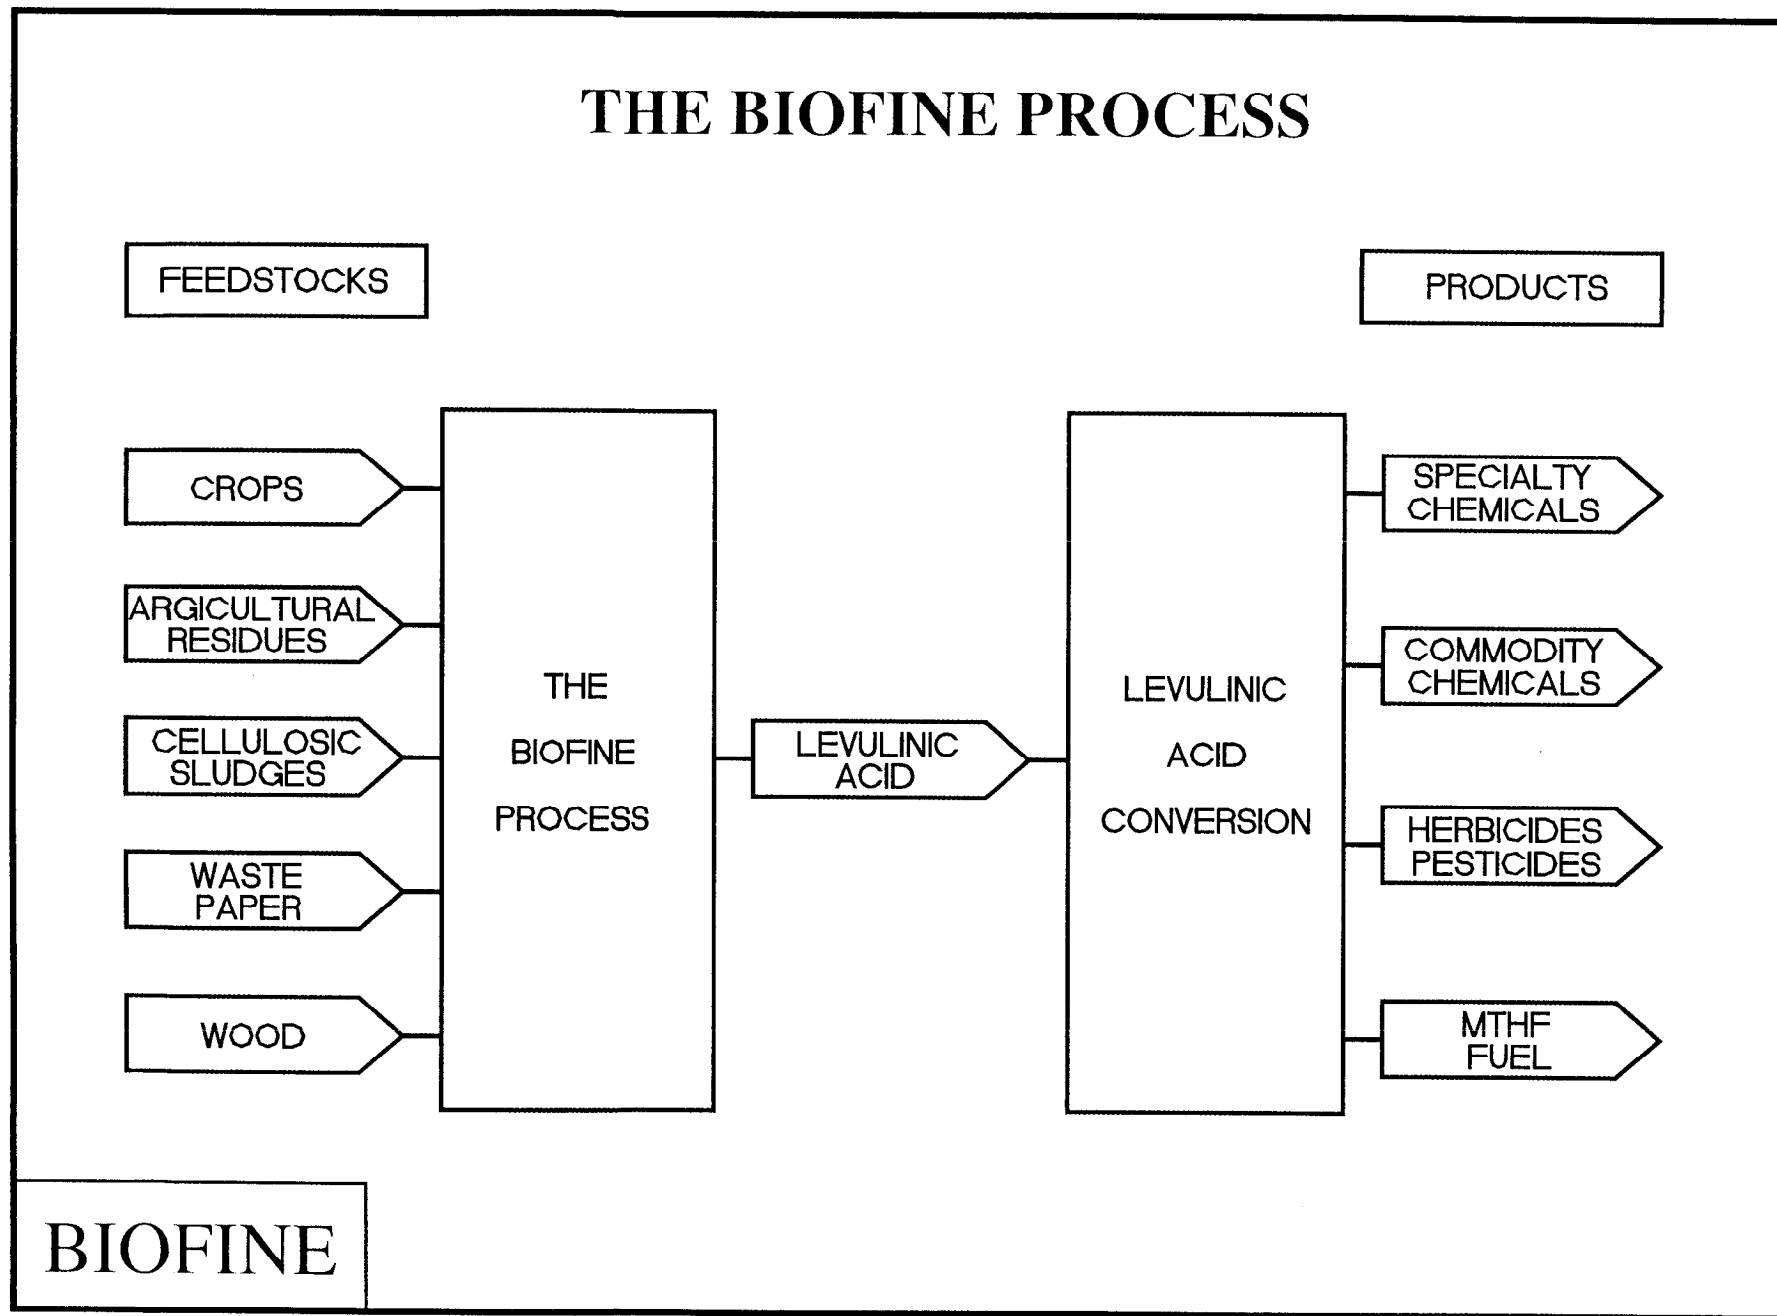 THE BIOFINE PROCESS
FEEDSTOCKS
PRODUCTS
CROPS
ARGICULTURAL
RESIDUES
CELLULOSIC
SLUDGES
WASTE
PAPER
WOOD
THE
BIOFINE
PROCESS
LEVULINIC
ACID
LEVULINIC
ACID
CONVERSION
SPECIALTY
CHEMICALS
COMMODITY
CHEMICALS
HERBICIDES
PESTICIDES
MTHF
FUEL
BIOFINE